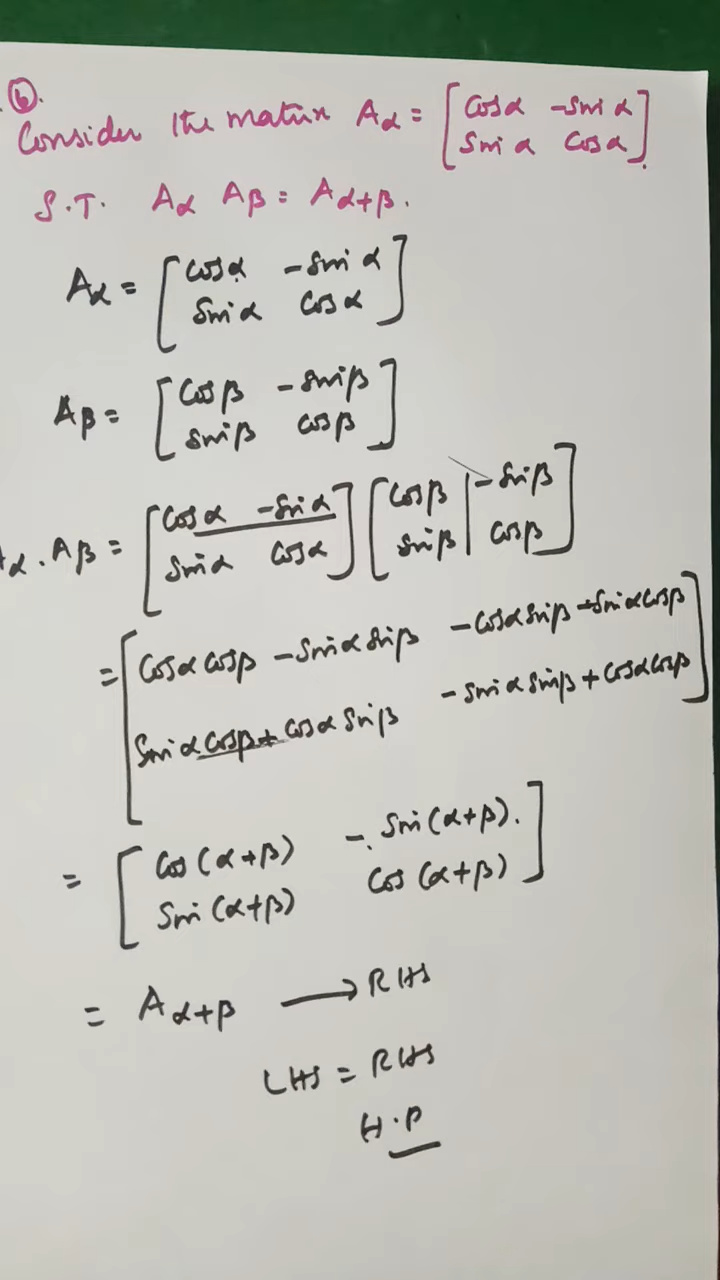 ⑥.
Consider the matrix Aα = [cosα -sinα
sinα cosα].
S.T. Aα Aβ = Aα+β.
Aα = [cosα -sinα
sinα cosα]
Aβ = [cosβ -sinβ
sinβ cosβ]
Aα . Aβ = [cosα -sinα [cosβ | -sinβ
sinα cosα] sinβ | cosβ]
= [cosα cosβ - sinα sinβ -cosα sinβ - sinα cosβ
sinα cosβ + cosα sinβ - sinα sinβ + cosα cosβ]
= [cos(α+β) - sin(α+β).
sin(α+β) cos(α+β)]
= Aα+β → RHS
LHS = RHS
H.P